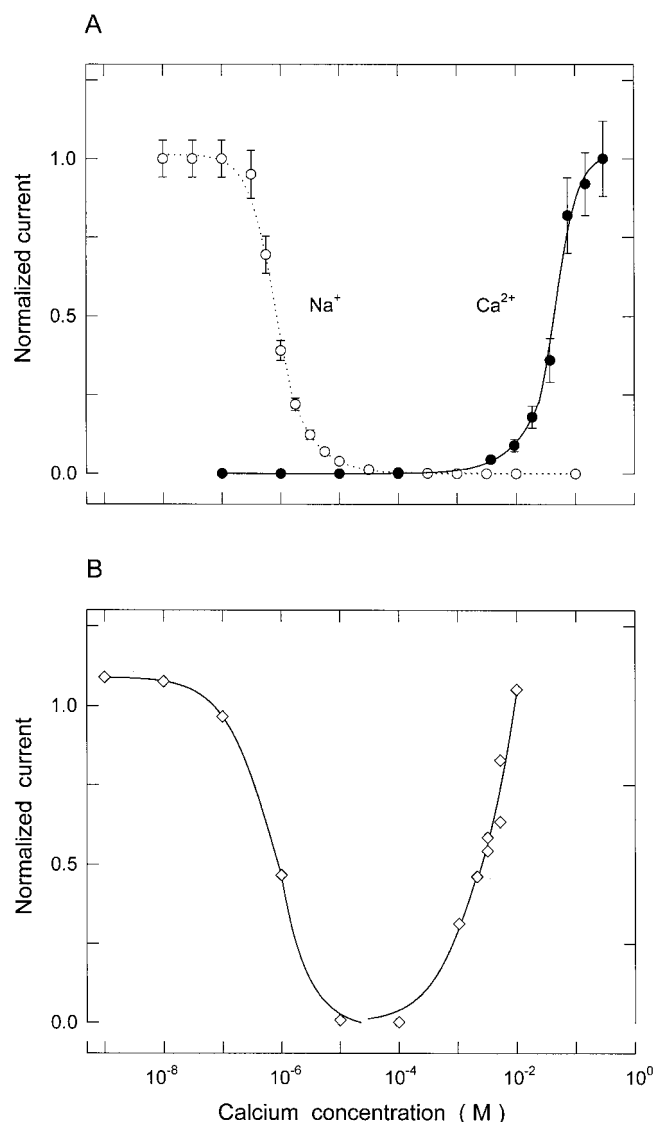 A
Normalized current
1.0
0.5
0.0
Na⁺
Ca²⁺
B
Normalized current
1.0
0.5
0.0
10⁻⁸
10⁻⁶
10⁻⁴
10⁻²
10⁰
Calcium concentration ( M )